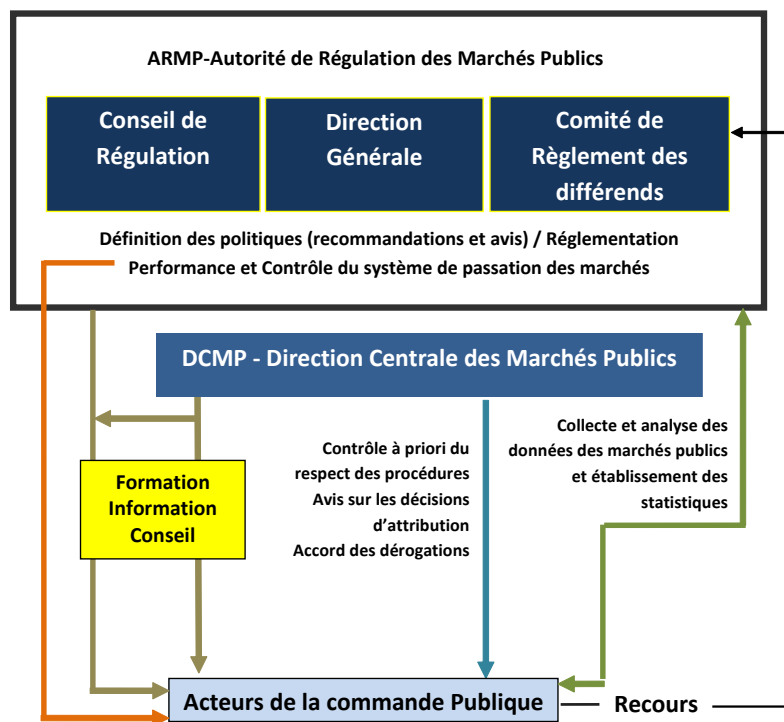 ARMP-Autorité de Régulation des Marchés Publics
Conseil de
Régulation
Direction
Générale
Comité de
Règlement des
différends
Définition des politiques (recommandations et avis) / Réglementation
Performance et Contrôle du système de passation des marchés
DCMP - Direction Centrale des Marchés Publics
Formation
Information
Conseil
Contrôle à priori du
respect des procédures
Avis sur les décisions
d'attribution
Accord des dérogations
Collecte et analyse des
données des marchés publics
et établissement des
statistiques
Acteurs de la commande Publique
Recours